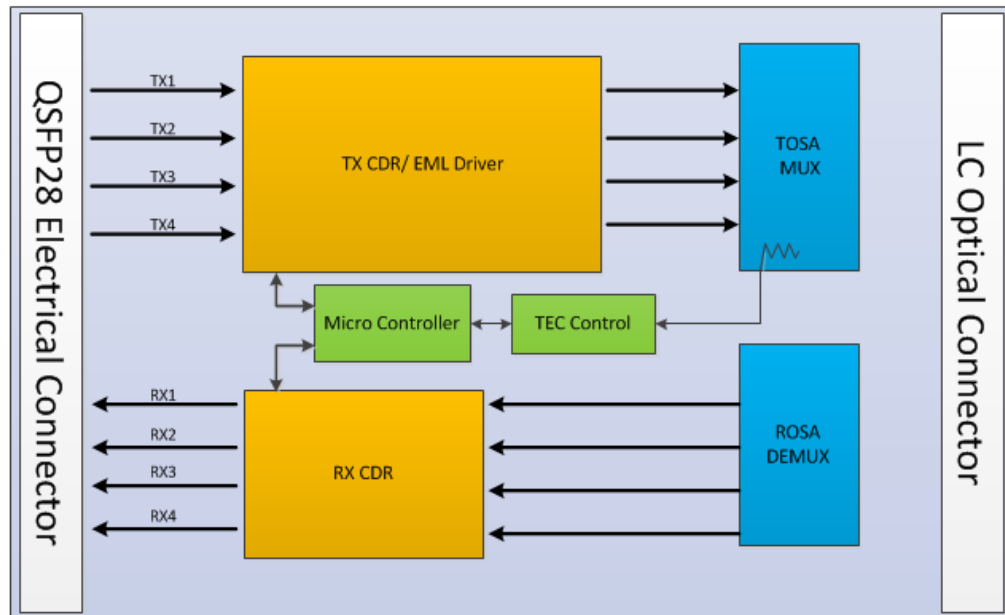 QSFP28 Electrical Connector
TX1
TX2
TX3
TX4
TX CDR/ EML Driver
TOSA
MUX
LC Optical Connector
Micro Controller
TEC Control
RX1
RX2
RX3
RX4
RX CDR
ROSA
DEMUX